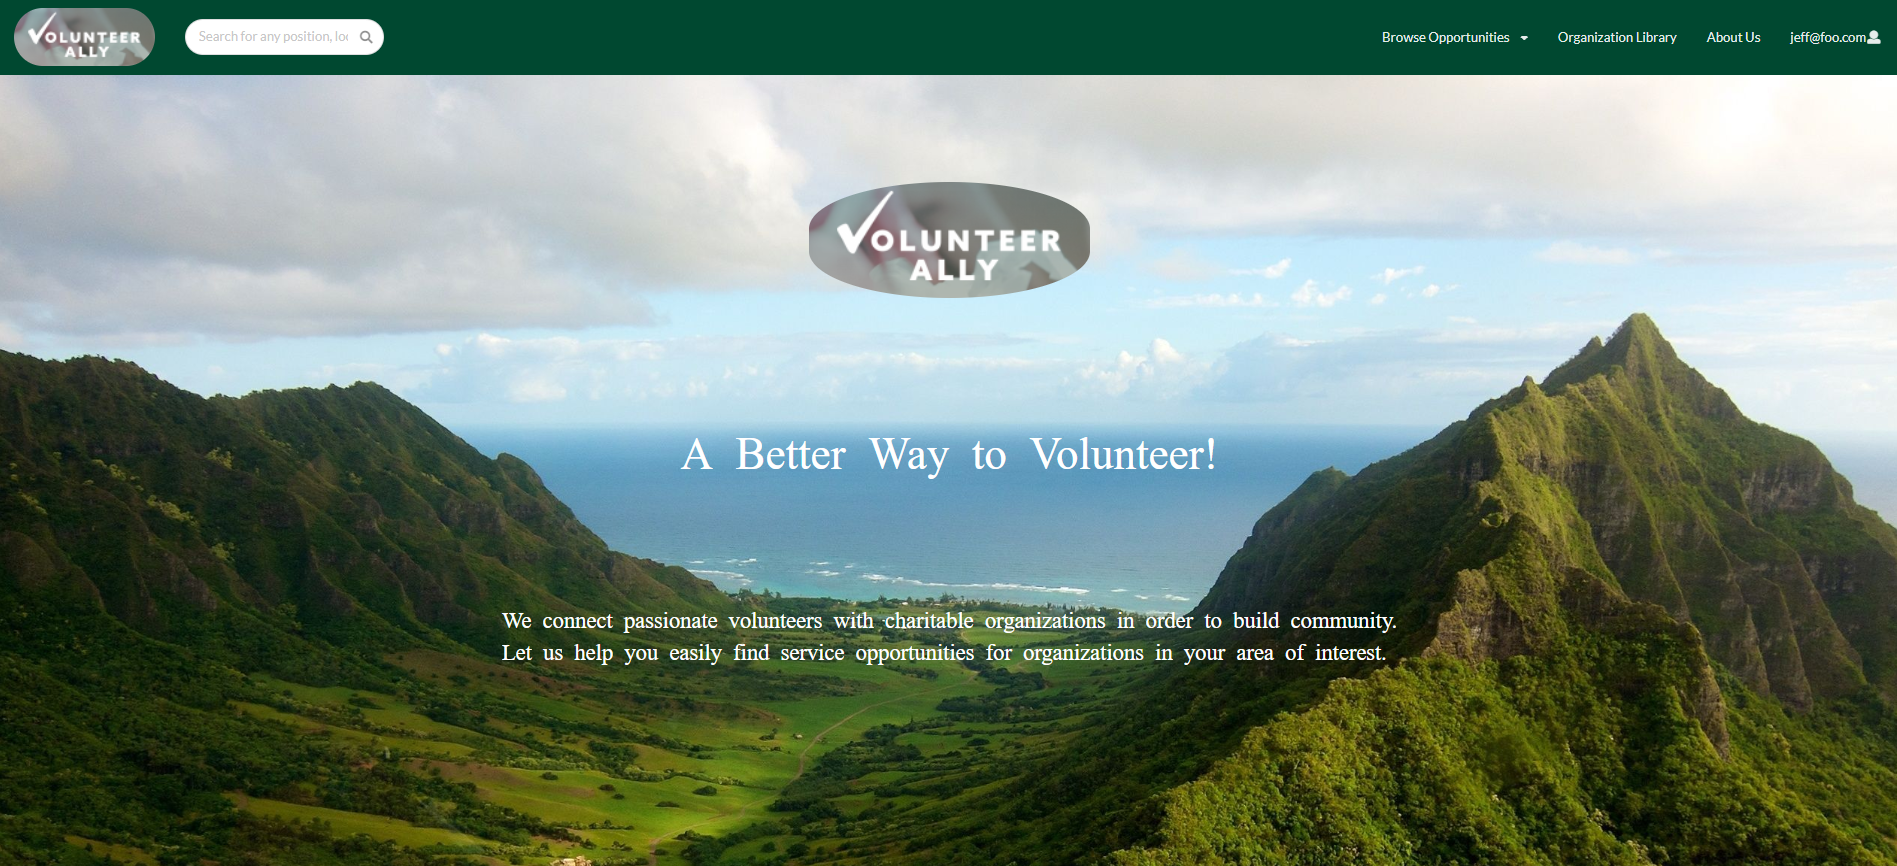 VOLUNTEER
ALLY
Search for any position, loc
Browse Opportunities
Organization Library
About Us
jeff@foo.com
VOLUNTEER
ALLY
A Better Way to Volunteer!
We connect passionate volunteers with charitable organizations in order to build community.
Let us help you easily find service opportunities for organizations in your area of interest.